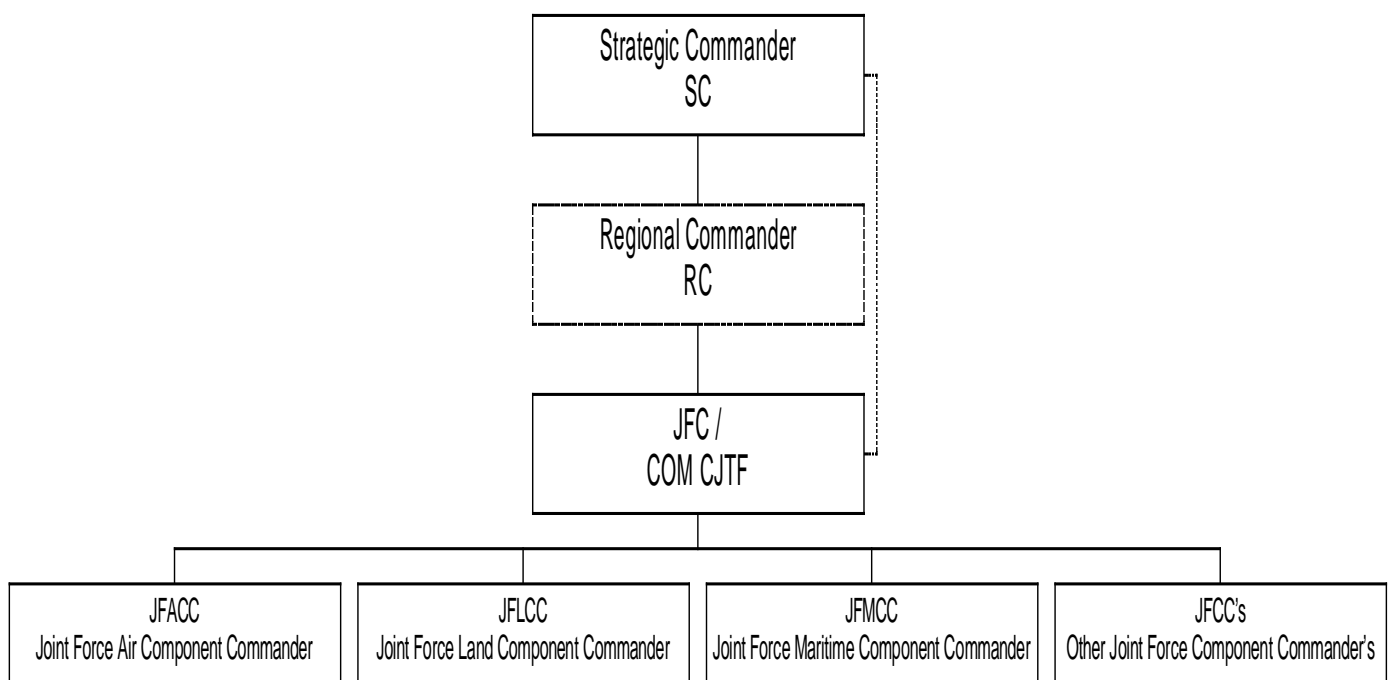 Strategic Commander
SC
Regional Commander
RC
JFC /
COM CJTF
JFACC
Joint Force Air Component Commander
JFLCC
Joint Force Land Component Commander
JFMCC
Joint Force Maritime Component Commander
JFCC's
Other Joint Force Component Commander's